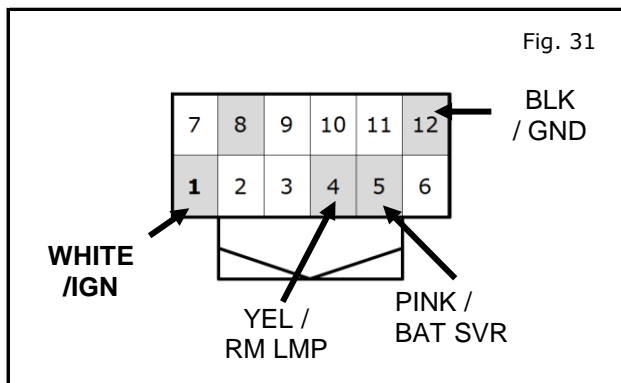 Fig. 31
BLK
/ GND
7 8 9 10 11 12
1 2 3 4 5 6
WHITE
/IGN
YEL /
RM LMP
PINK /
BAT SVR